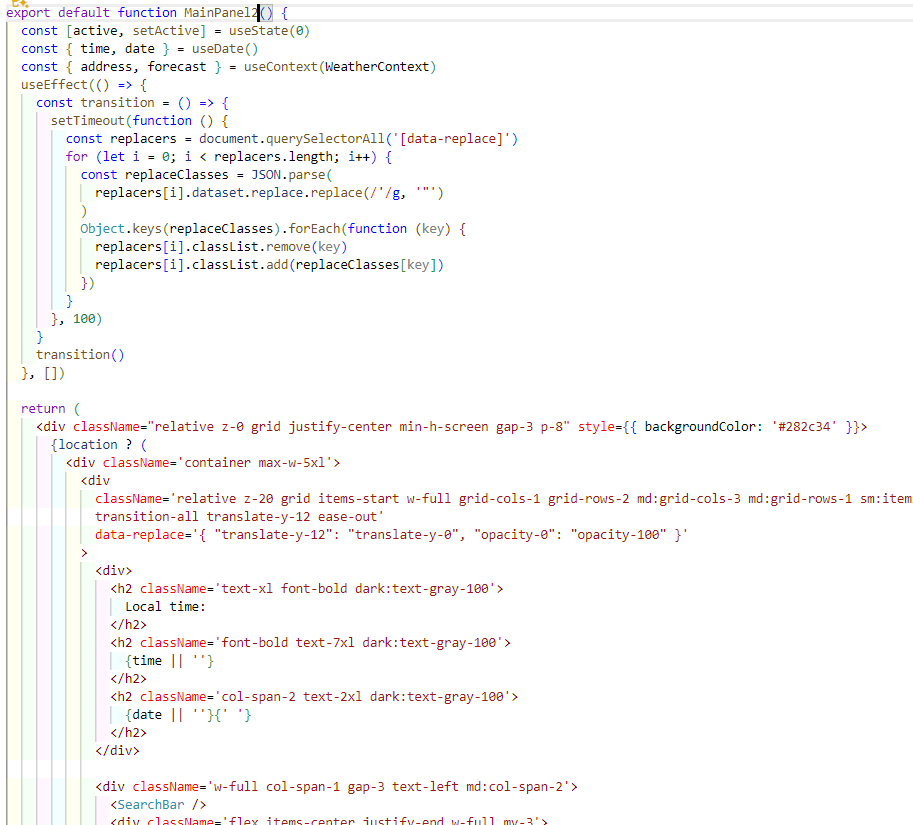 export default function MainPanel2() {
  const [active, setActive] = useState(0)
  const { time, date } = useDate()
  const { address, forecast } = useContext(WeatherContext)
  useEffect(() => {
    const transition = () => {
      setTimeout(function () {
        const replacers = document.querySelectorAll('[data-replace]')
        for (let i = 0; i < replacers.length; i++) {
          const replaceClasses = JSON.parse(
            replacers[i].dataset.replace.replace(/'/g, '"')
          )
          Object.keys(replaceClasses).forEach(function (key) {
            replacers[i].classList.remove(key)
            replacers[i].classList.add(replaceClasses[key])
          })
        }
      }, 100)
    }
    transition()
  }, [])

  return (
    <div className="relative z-0 grid justify-center min-h-screen gap-3 p-8" style={{ backgroundColor: '#282c34' }}>
      {location ? (
        <div className='container max-w-5xl'>
          <div
            className='relative z-20 grid items-start w-full grid-cols-1 grid-rows-2 md:grid-cols-3 md:grid-rows-1 sm:item
            transition-all translate-y-12 ease-out'
            data-replace='{ "translate-y-12": "translate-y-0", "opacity-0": "opacity-100" }'
          >
            <div>
              <h2 className='text-xl font-bold dark:text-gray-100'>
                Local time:
              </h2>
              <h2 className='font-bold text-7xl dark:text-gray-100'>
                {time || ''}
              </h2>
              <h2 className='col-span-2 text-2xl dark:text-gray-100'>
                {date || ''}{' '}
              </h2>
            </div>

            <div className='w-full col-span-1 gap-3 text-left md:col-span-2'>
              <SearchBar />
              <div className='flex items-center justify-end w-full my-3'>